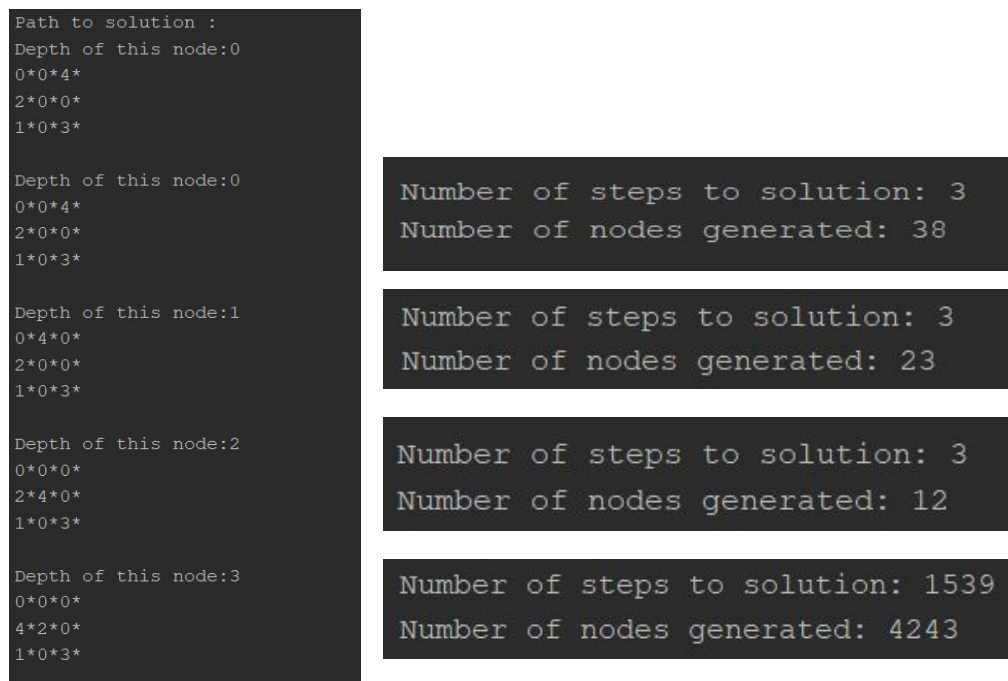 Path to solution :
Depth of this node:0
0*0*4*
2*0*0*
1*0*3*
Depth of this node:0
0*0*4*
2*0*0*
1*0*3*
Depth of this node:1
0*4*0*
2*0*0*
1*0*3*
Depth of this node:2
0*0*0*
2*4*0*
1*0*3*
Depth of this node:3
0*0*0*
4*2*0*
1*0*3*
Number of steps to solution: 3
Number of nodes generated: 38
Number of steps to solution: 3
Number of nodes generated: 23
Number of steps to solution: 3
Number of nodes generated: 12
Number of steps to solution: 1539
Number of nodes generated: 4243